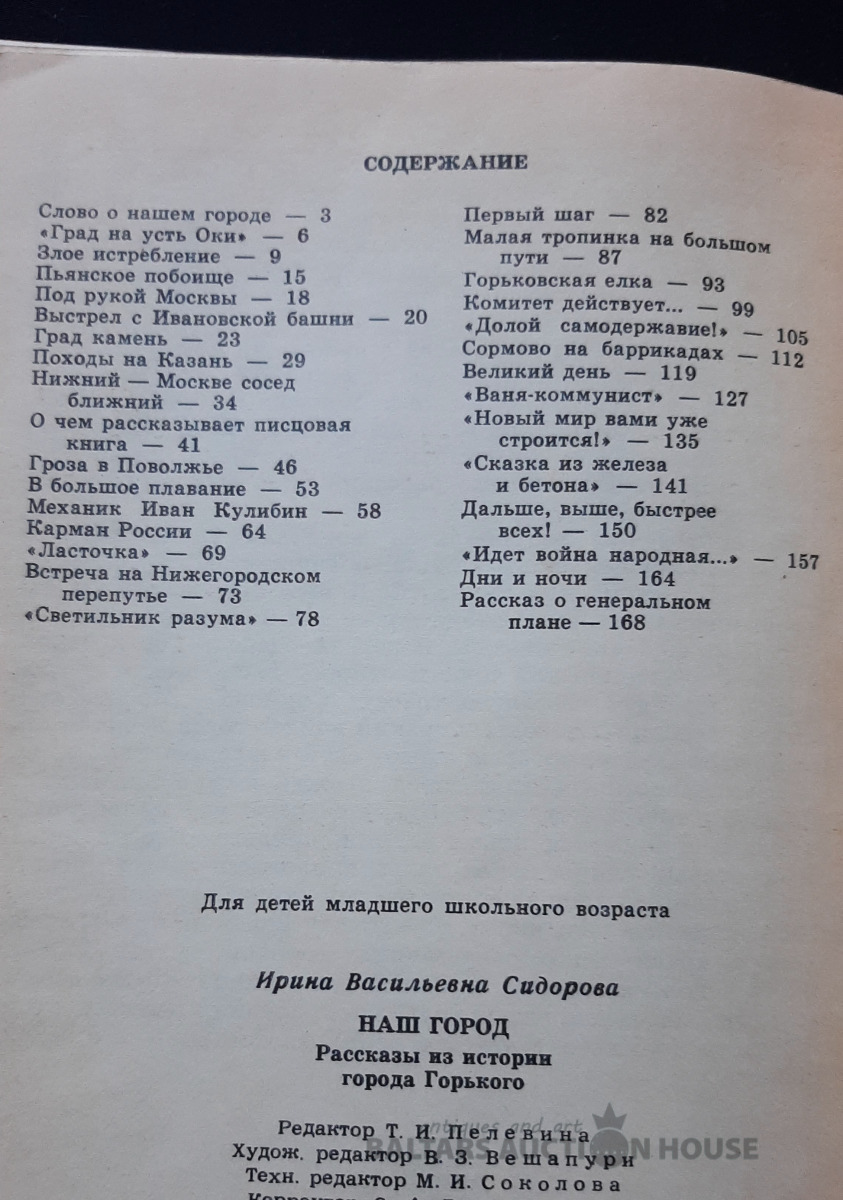 СОДЕРЖАНИЕ
Слово о нашем городе — 3
«Град на усть Оки» — 6
Злое истребление — 9
Пьянское побоище — 15
Под рукой Москвы — 18
Выстрел с Ивановской башни — 20
Град камень — 23
Походы на Казань — 29
Нижний — Москве сосед
ближний — 34
О чем рассказывает писцовая
книга — 41
Гроза в Поволжье — 46
В большое плавание — 53
Механик Иван Кулибин — 58
Карман России — 64
«Ласточка» — 69
Встреча на Нижегородском
перепутье — 73
«Светильник разума» — 78
Первый шаг — 82
Малая тропинка на большом
пути — 87
Горьковская елка — 93
Комитет действует... — 99
«Долой самодержавие!» — 105
Сормово на баррикадах — 112
Великий день — 119
«Ваня-коммунист» — 127
«Новый мир вами уже
строится!» — 135
«Сказка из железа
и бетона» — 141
Дальше, выше, быстрее
всех! — 150
«Идет война народная...» — 157
Дни и ночи — 164
Рассказ о генеральном
плане — 168
Для детей младшего школьного возраста
Ирина Васильевна Сидорова
НАШ ГОРОД
Рассказы из истории
города Горького
Редактор Т. И. Пелевина
Худож. редактор В. З. Вешапури
Техн. редактор М. И. Соколова
antiques and art
BALTARS AUCTION HOUSE